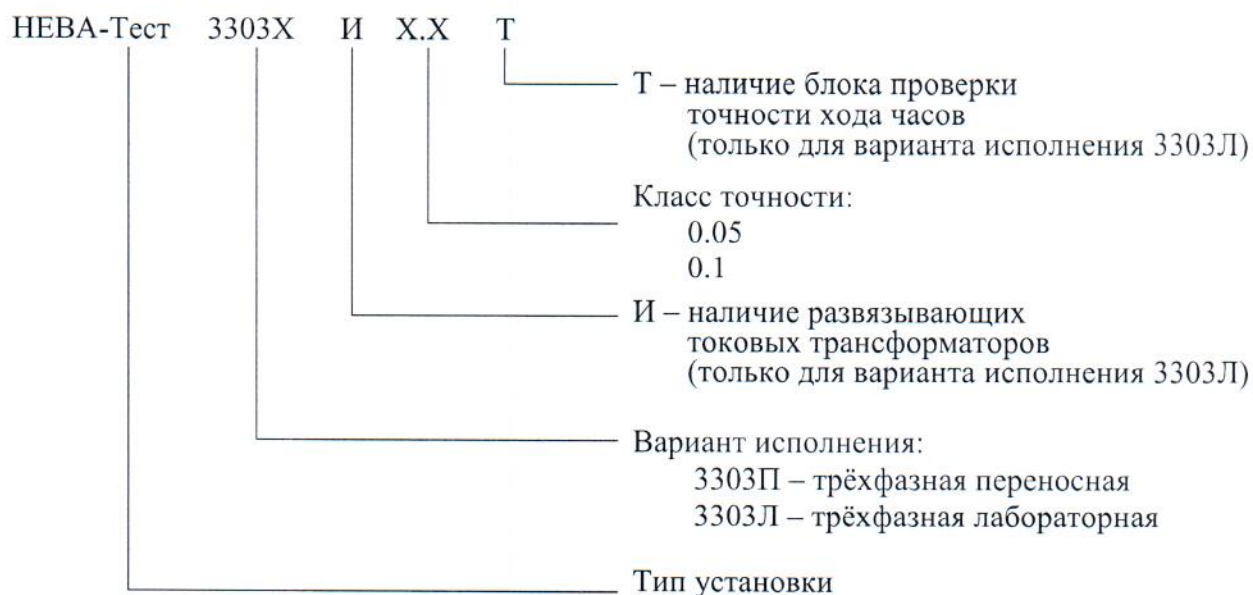 НЕВА-Тест 3303Х И Х.Х Т
Т – наличие блока проверки
точности хода часов
(только для варианта исполнения 3303Л)
Класс точности:
0.05
0.1
И – наличие развязывающих
токовых трансформаторов
(только для варианта исполнения 3303Л)
Вариант исполнения:
3303П – трёхфазная переносная
3303Л – трёхфазная лабораторная
Тип установки